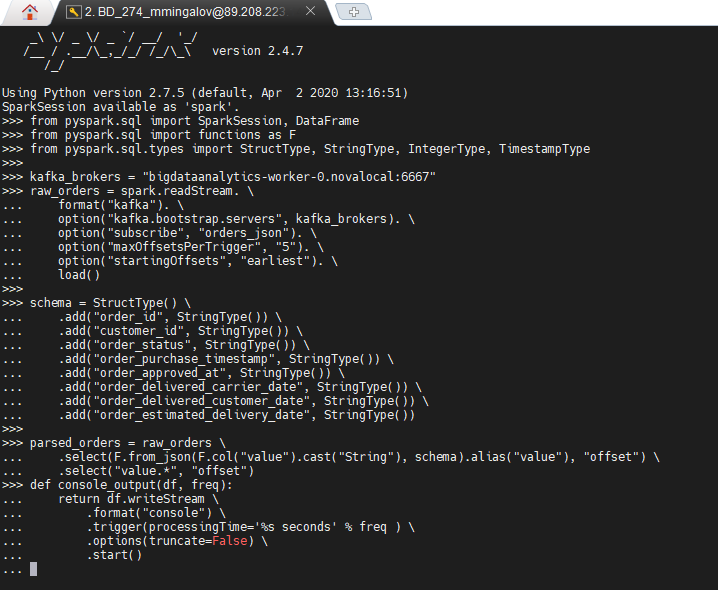 2. BD_274_mmingalov@89.208.223
   _\ \/ _ \/ _ `/ __/  '_/
  /__ / .__/\_,_/_/ /_/\_\   version 2.4.7
     /_/
Using Python version 2.7.5 (default, Apr  2 2020 13:16:51)
SparkSession available as 'spark'.
>>> from pyspark.sql import SparkSession, DataFrame
>>> from pyspark.sql import functions as F
>>> from pyspark.sql.types import StructType, StringType, IntegerType, TimestampType
>>>
>>> kafka_brokers = "bigdataanalytics-worker-0.novalocal:6667"
>>> raw_orders = spark.readStream. \
...     format("kafka"). \
...     option("kafka.bootstrap.servers", kafka_brokers). \
...     option("subscribe", "orders_json"). \
...     option("maxOffsetsPerTrigger", "5"). \
...     option("startingOffsets", "earliest"). \
...     load()
>>>
>>> schema = StructType() \
...     .add("order_id", StringType()) \
...     .add("customer_id", StringType()) \
...     .add("order_status", StringType()) \
...     .add("order_purchase_timestamp", StringType()) \
...     .add("order_approved_at", StringType()) \
...     .add("order_delivered_carrier_date", StringType()) \
...     .add("order_delivered_customer_date", StringType()) \
...     .add("order_estimated_delivery_date", StringType())
>>>
>>> parsed_orders = raw_orders \
...     .select(F.from_json(F.col("value").cast("String"), schema).alias("value"), "offset") \
...     .select("value.*", "offset")
>>> def console_output(df, freq):
...     return df.writeStream \
...         .format("console") \
...         .trigger(processingTime='%s seconds' % freq ) \
...         .options(truncate=False) \
...         .start()
...